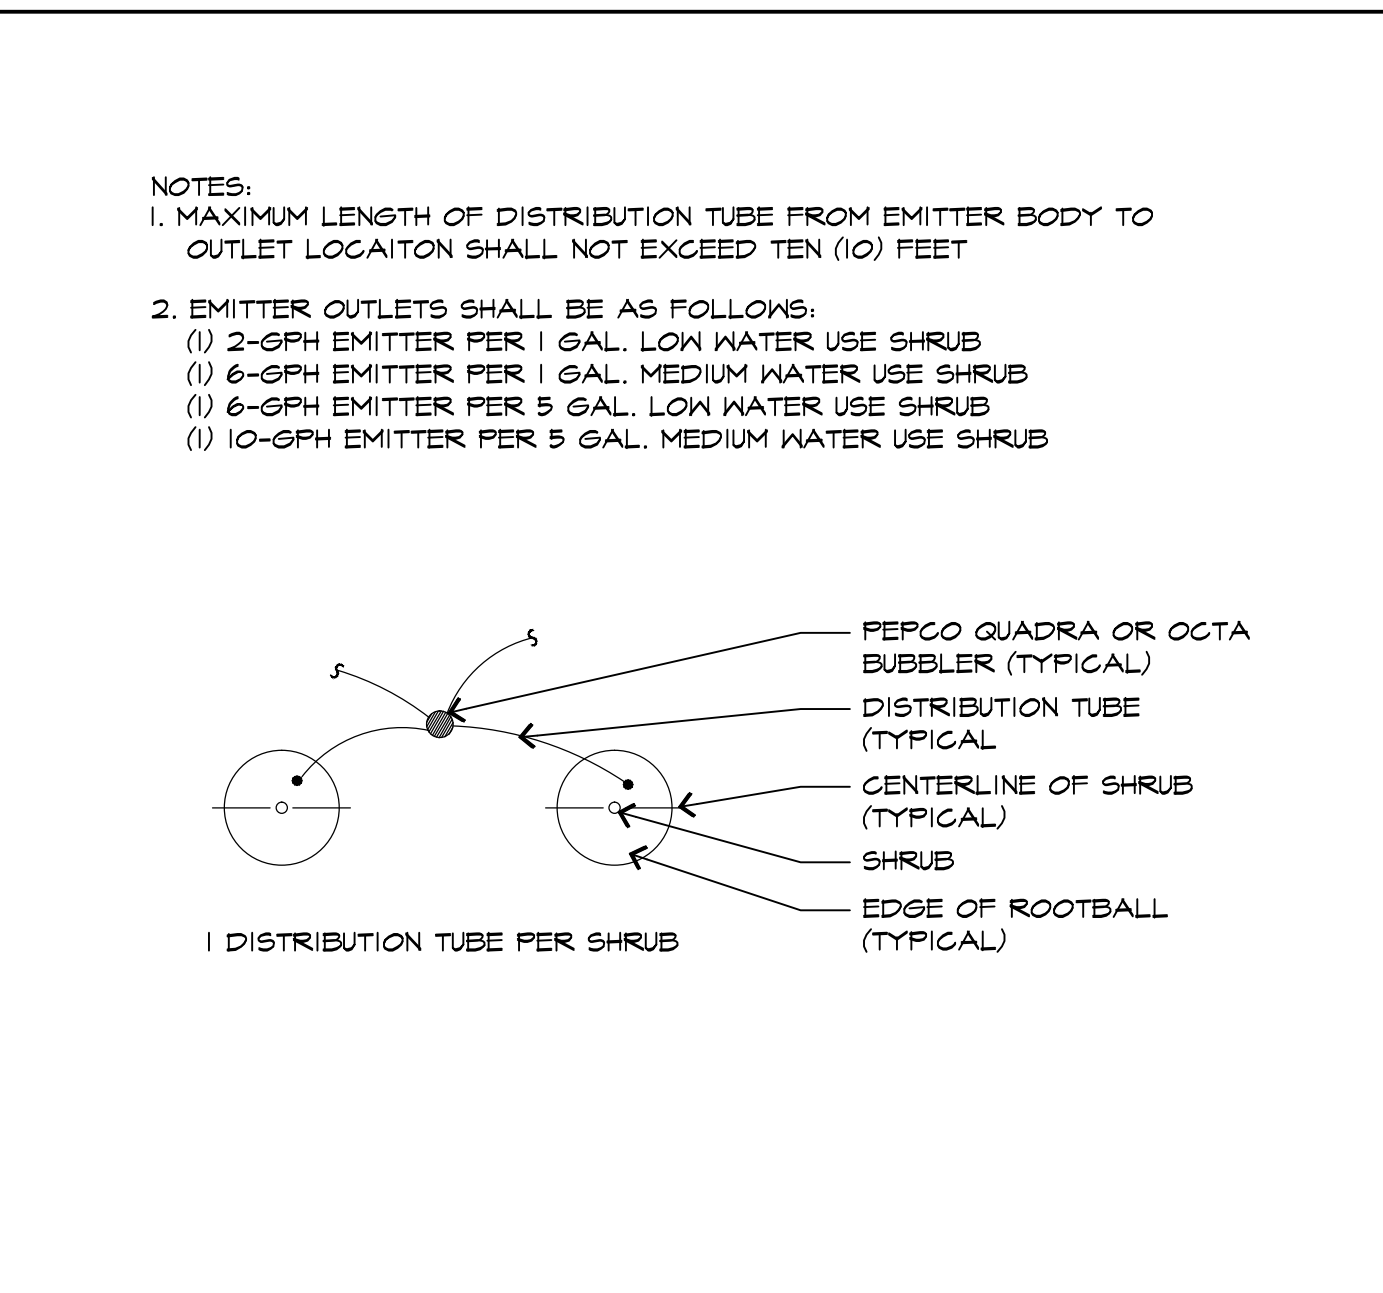 NOTES:
1. MAXIMUM LENGTH OF DISTRIBUTION TUBE FROM EMITTER BODY TO
OUTLET LOCAITON SHALL NOT EXCEED TEN (10) FEET
2. EMITTER OUTLETS SHALL BE AS FOLLOWS:
(1) 2-GPH EMITTER PER 1 GAL. LOW WATER USE SHRUB
(1) 6-GPH EMITTER PER 1 GAL. MEDIUM WATER USE SHRUB
(1) 6-GPH EMITTER PER 5 GAL. LOW WATER USE SHRUB
(1) 10-GPH EMITTER PER 5 GAL. MEDIUM WATER USE SHRUB
PEPCO QUADRA OR OCTA
BUBBLER (TYPICAL)
DISTRIBUTION TUBE
(TYPICAL
CENTERLINE OF SHRUB
(TYPICAL)
SHRUB
EDGE OF ROOTBALL
(TYPICAL)
1 DISTRIBUTION TUBE PER SHRUB